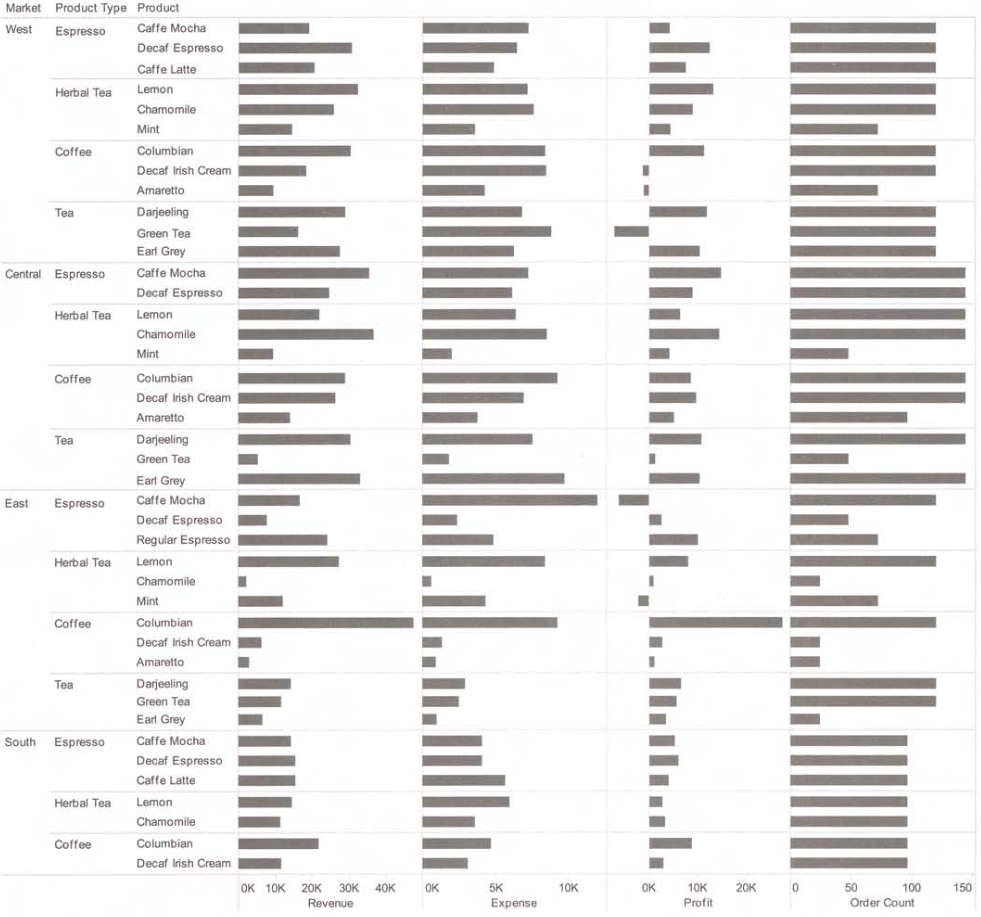 Market Product Type Product
West Espresso Caffe Mocha
Decaf Espresso
Caffe Latte
Herbal Tea Lemon
Chamomile
Mint
Coffee Columbian
Decaf Irish Cream
Amaretto
Tea Darjeeling
Green Tea
Earl Grey
Central Espresso Caffe Mocha
Decaf Espresso
Herbal Tea Lemon
Chamomile
Mint
Coffee Columbian
Decaf Irish Cream
Amaretto
Tea Darjeeling
Green Tea
Earl Grey
East Espresso Caffe Mocha
Decaf Espresso
Regular Espresso
Herbal Tea Lemon
Chamomile
Mint
Coffee Columbian
Decaf Irish Cream
Amaretto
Tea Darjeeling
Green Tea
Earl Grey
South Espresso Caffe Mocha
Decaf Espresso
Caffe Latte
Herbal Tea Lemon
Chamomile
Coffee Columbian
Decaf Irish Cream
0K 10K 20K 30K 40K 0K 5K 10K 0K 10K 20K 0 50 100 150
Revenue Expense Profit Order Count